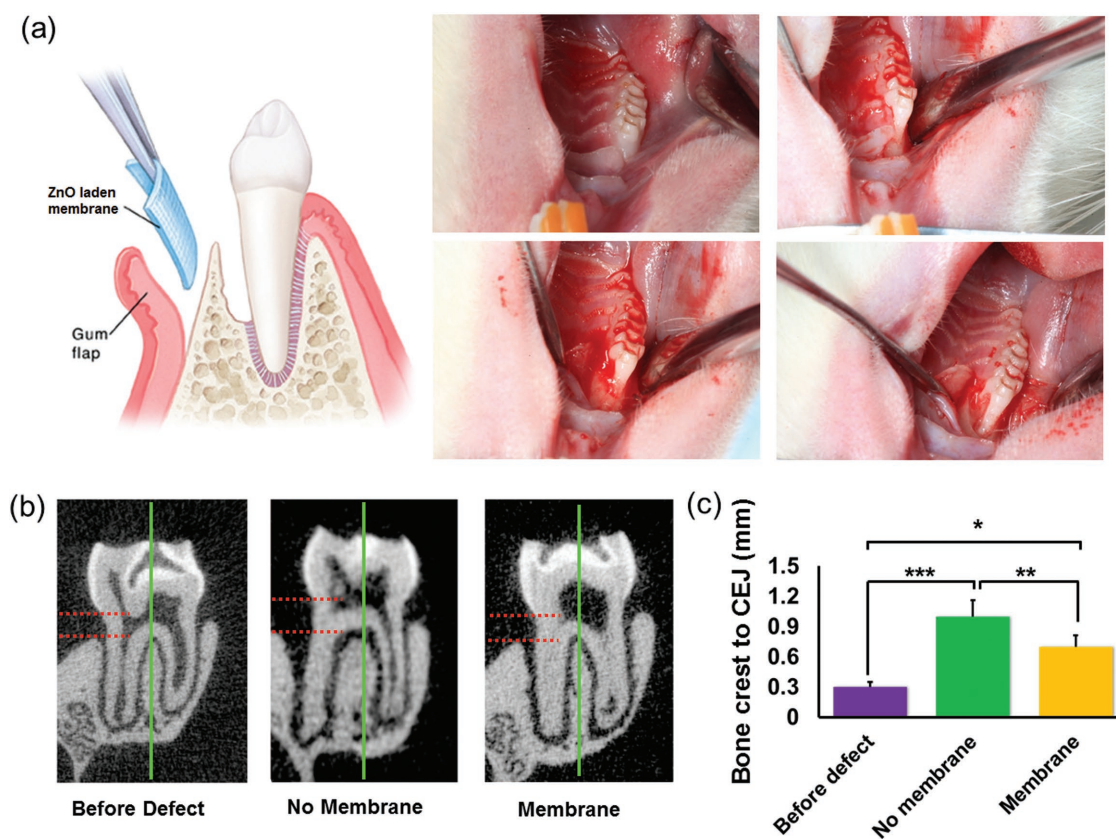 (a)
ZnO laden
membrane
Gum
flap
(b)
Before Defect
No Membrane
Membrane
(c)
Bone crest to CEJ (mm)
*
***
**
1.5
1.2
0.9
0.6
0.3
0
Before defect
No membrane
Membrane